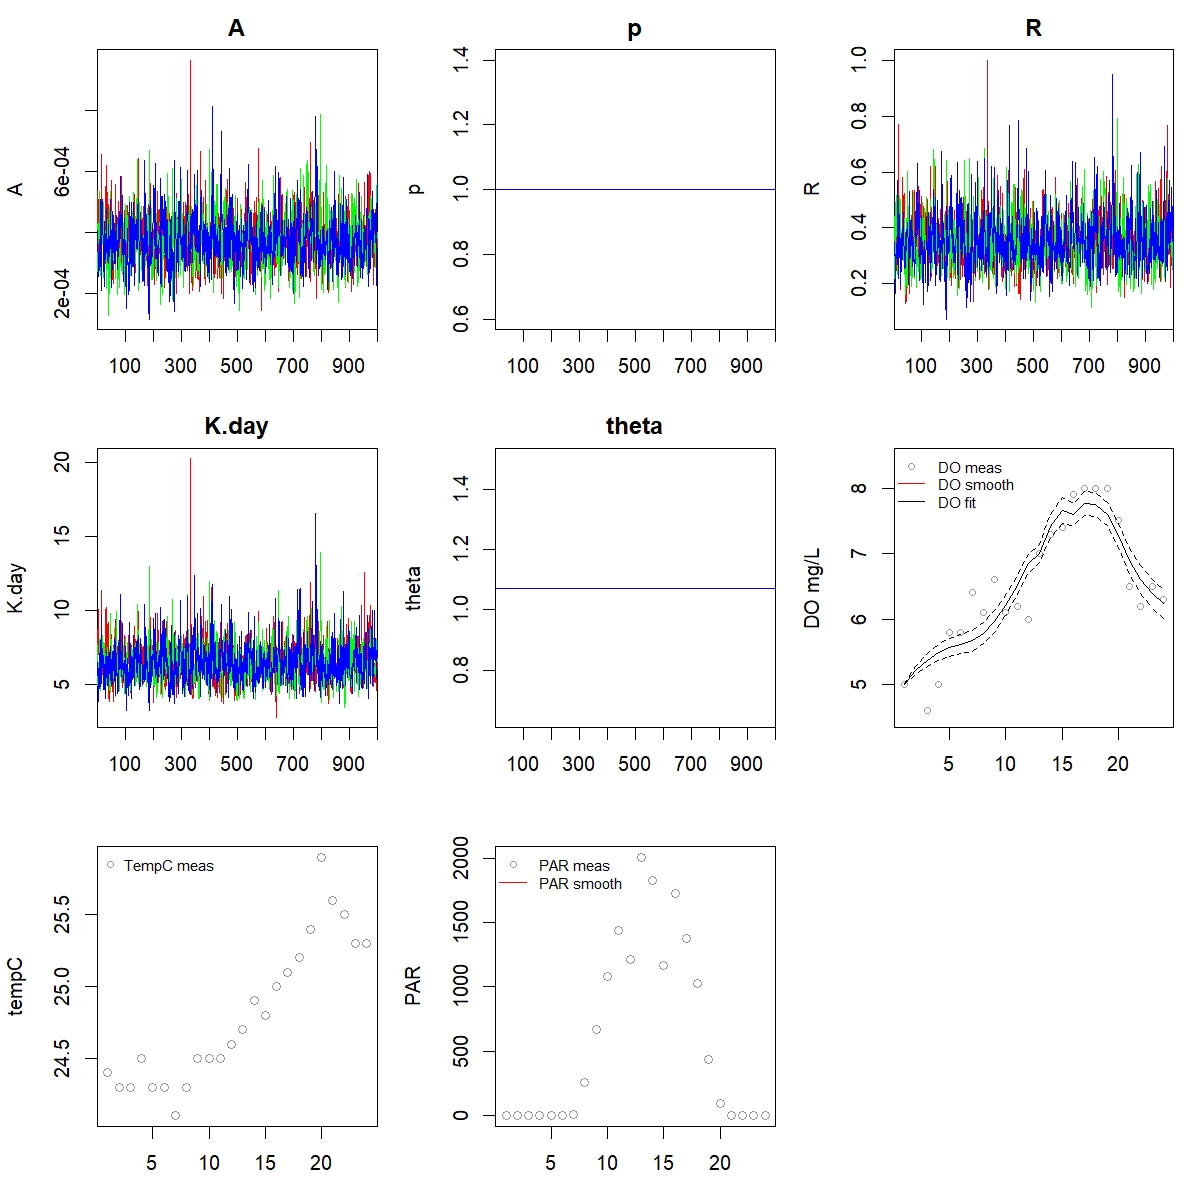 A
A
2e-04
6e-04
100 300 500 700 900
p
p
0.6 0.8 1.0 1.2 1.4
100 300 500 700 900
R
R
0.2 0.4 0.6 0.8 1.0
100 300 500 700 900
K.day
K.day
5 10 15 20
100 300 500 700 900
theta
theta
0.8 1.0 1.2 1.4
100 300 500 700 900
DO meas
DO smooth
DO fit
DO mg/L
5 6 7 8
5 10 15 20
TempC meas
tempC
24.5 25.0 25.5
5 10 15 20
PAR meas
PAR smooth
PAR
0 500 1000 1500 2000
5 10 15 20